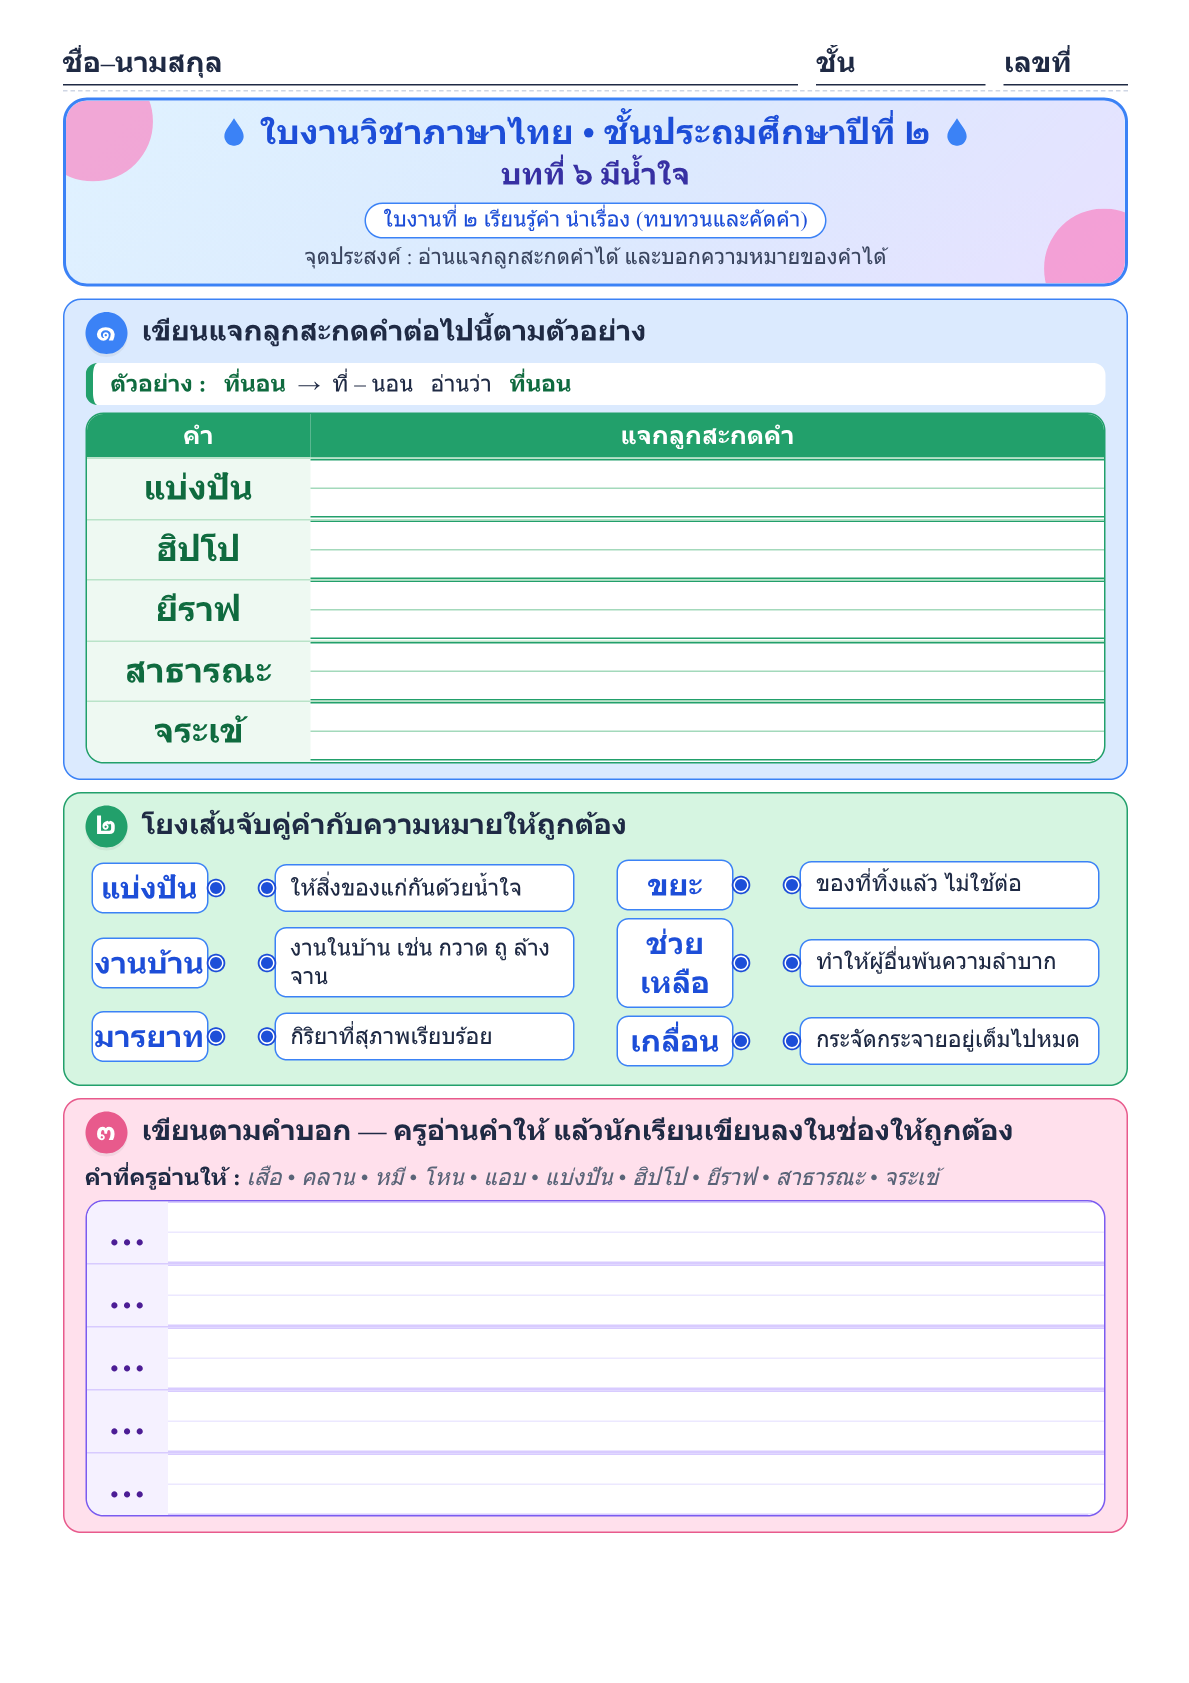 ชื่อ–นามสกุล ชั้น เลขที่
ใบงานวิชาภาษาไทย • ชั้นประถมศึกษาปีที่ ๒
บทที่ ๖ มีน้ำใจ
ใบงานที่ ๒ เรียนรู้คำ นำเรื่อง (ทบทวนและคัดคำ)
จุดประสงค์ : อ่านแจกลูกสะกดคำได้ และบอกความหมายของคำได้
๑ เขียนแจกลูกสะกดคำต่อไปนี้ตามตัวอย่าง
ตัวอย่าง : ที่นอน → ที่ – นอน อ่านว่า ที่นอน
คำ แจกลูกสะกดคำ
แบ่งปัน
ฮิปโป
ยีราฟ
สาธารณะ
จระเข้
๒ โยงเส้นจับคู่คำกับความหมายให้ถูกต้อง
แบ่งปัน ให้สิ่งของแก่กันด้วยน้ำใจ
งานบ้าน งานในบ้าน เช่น กวาด ถู ล้าง
จาน
มารยาท กิริยาที่สุภาพเรียบร้อย
ขยะ ของที่ทิ้งแล้ว ไม่ใช้ต่อ
ช่วย
เหลือ ทำให้ผู้อื่นพ้นความลำบาก
เกลื่อน กระจัดกระจายอยู่เต็มไปหมด
๓ เขียนตามคำบอก — ครูอ่านคำให้ แล้วนักเรียนเขียนลงในช่องให้ถูกต้อง
คำที่ครูอ่านให้ : เสือ • คลาน • หมี • โหน • แอบ • แบ่งปัน • ฮิปโป • ยีราฟ • สาธารณะ • จระเข้
...
...
...
...
...